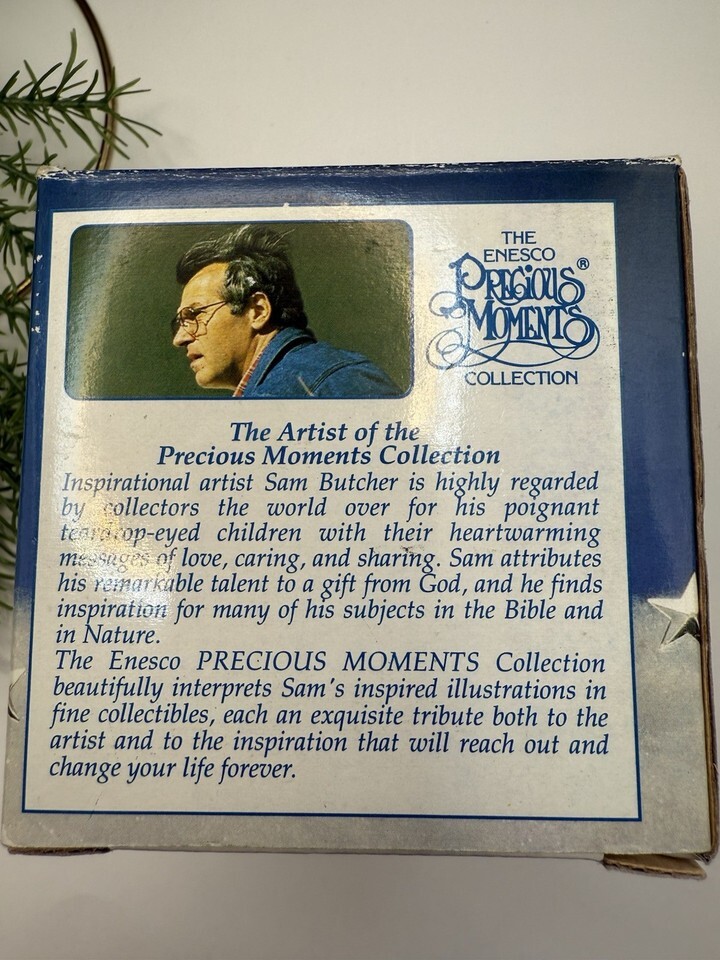 THE
ENESCO
PRECIOUS ®
MOMENTS
COLLECTION
The Artist of the
Precious Moments Collection
Inspirational artist Sam Butcher is highly regarded
by collectors the world over for his poignant
teardrop-eyed children with their heartwarming
messages of love, caring, and sharing. Sam attributes
his remarkable talent to a gift from God, and he finds
inspiration for many of his subjects in the Bible and
in Nature.
The Enesco PRECIOUS MOMENTS Collection
beautifully interprets Sam's inspired illustrations in
fine collectibles, each an exquisite tribute both to the
artist and to the inspiration that will reach out and
change your life forever.